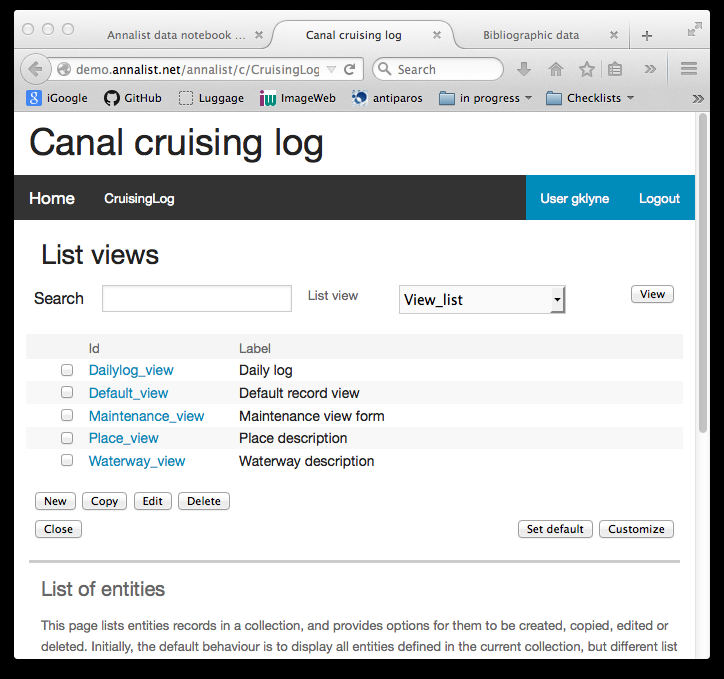 Annalist data notebook ...
Canal cruising log
Bibliographic data
demo.annalist.net/annalist/c/CruisingLog
Search
iGoogle GitHub Luggage ImageWeb antiparos in progress Checklists
Canal cruising log
Home CruisingLog User gklyne Logout
List views
Search List view View_list View
Id Label
Dailylog_view Daily log
Default_view Default record view
Maintenance_view Maintenance view form
Place_view Place description
Waterway_view Waterway description
New Copy Edit Delete
Close Set default Customize
List of entities
This page lists entities records in a collection, and provides options for them to be created, copied, edited or
deleted. Initially, the default behaviour is to display all entities defined in the current collection, but different list